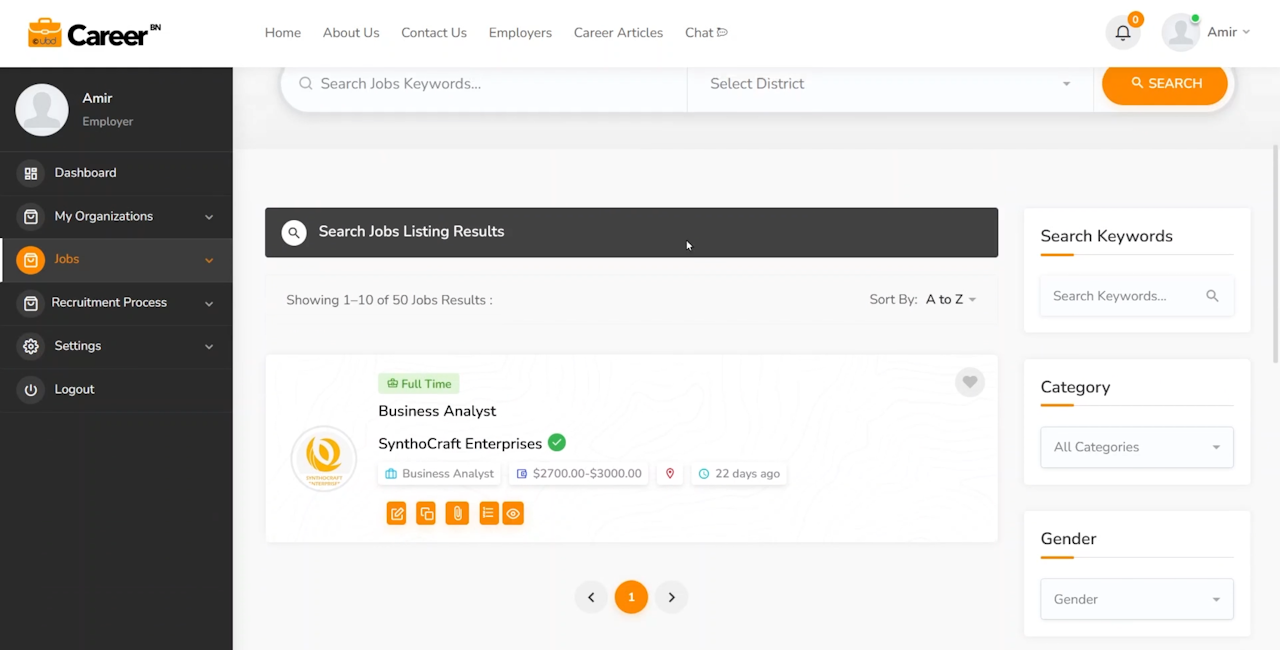 ubd Career BN
Home About Us Contact Us Employers Career Articles Chat
0
Amir
Amir
Employer
Dashboard
My Organizations
Jobs
Recruitment Process
Settings
Logout
Search Jobs Keywords...
Select District
SEARCH
Search Jobs Listing Results
Showing 1–10 of 50 Jobs Results :
Sort By: A to Z
Full Time
Business Analyst
SynthoCraft Enterprises
Business Analyst
$2700.00-$3000.00
22 days ago
1
Search Keywords
Search Keywords...
Category
All Categories
Gender
Gender